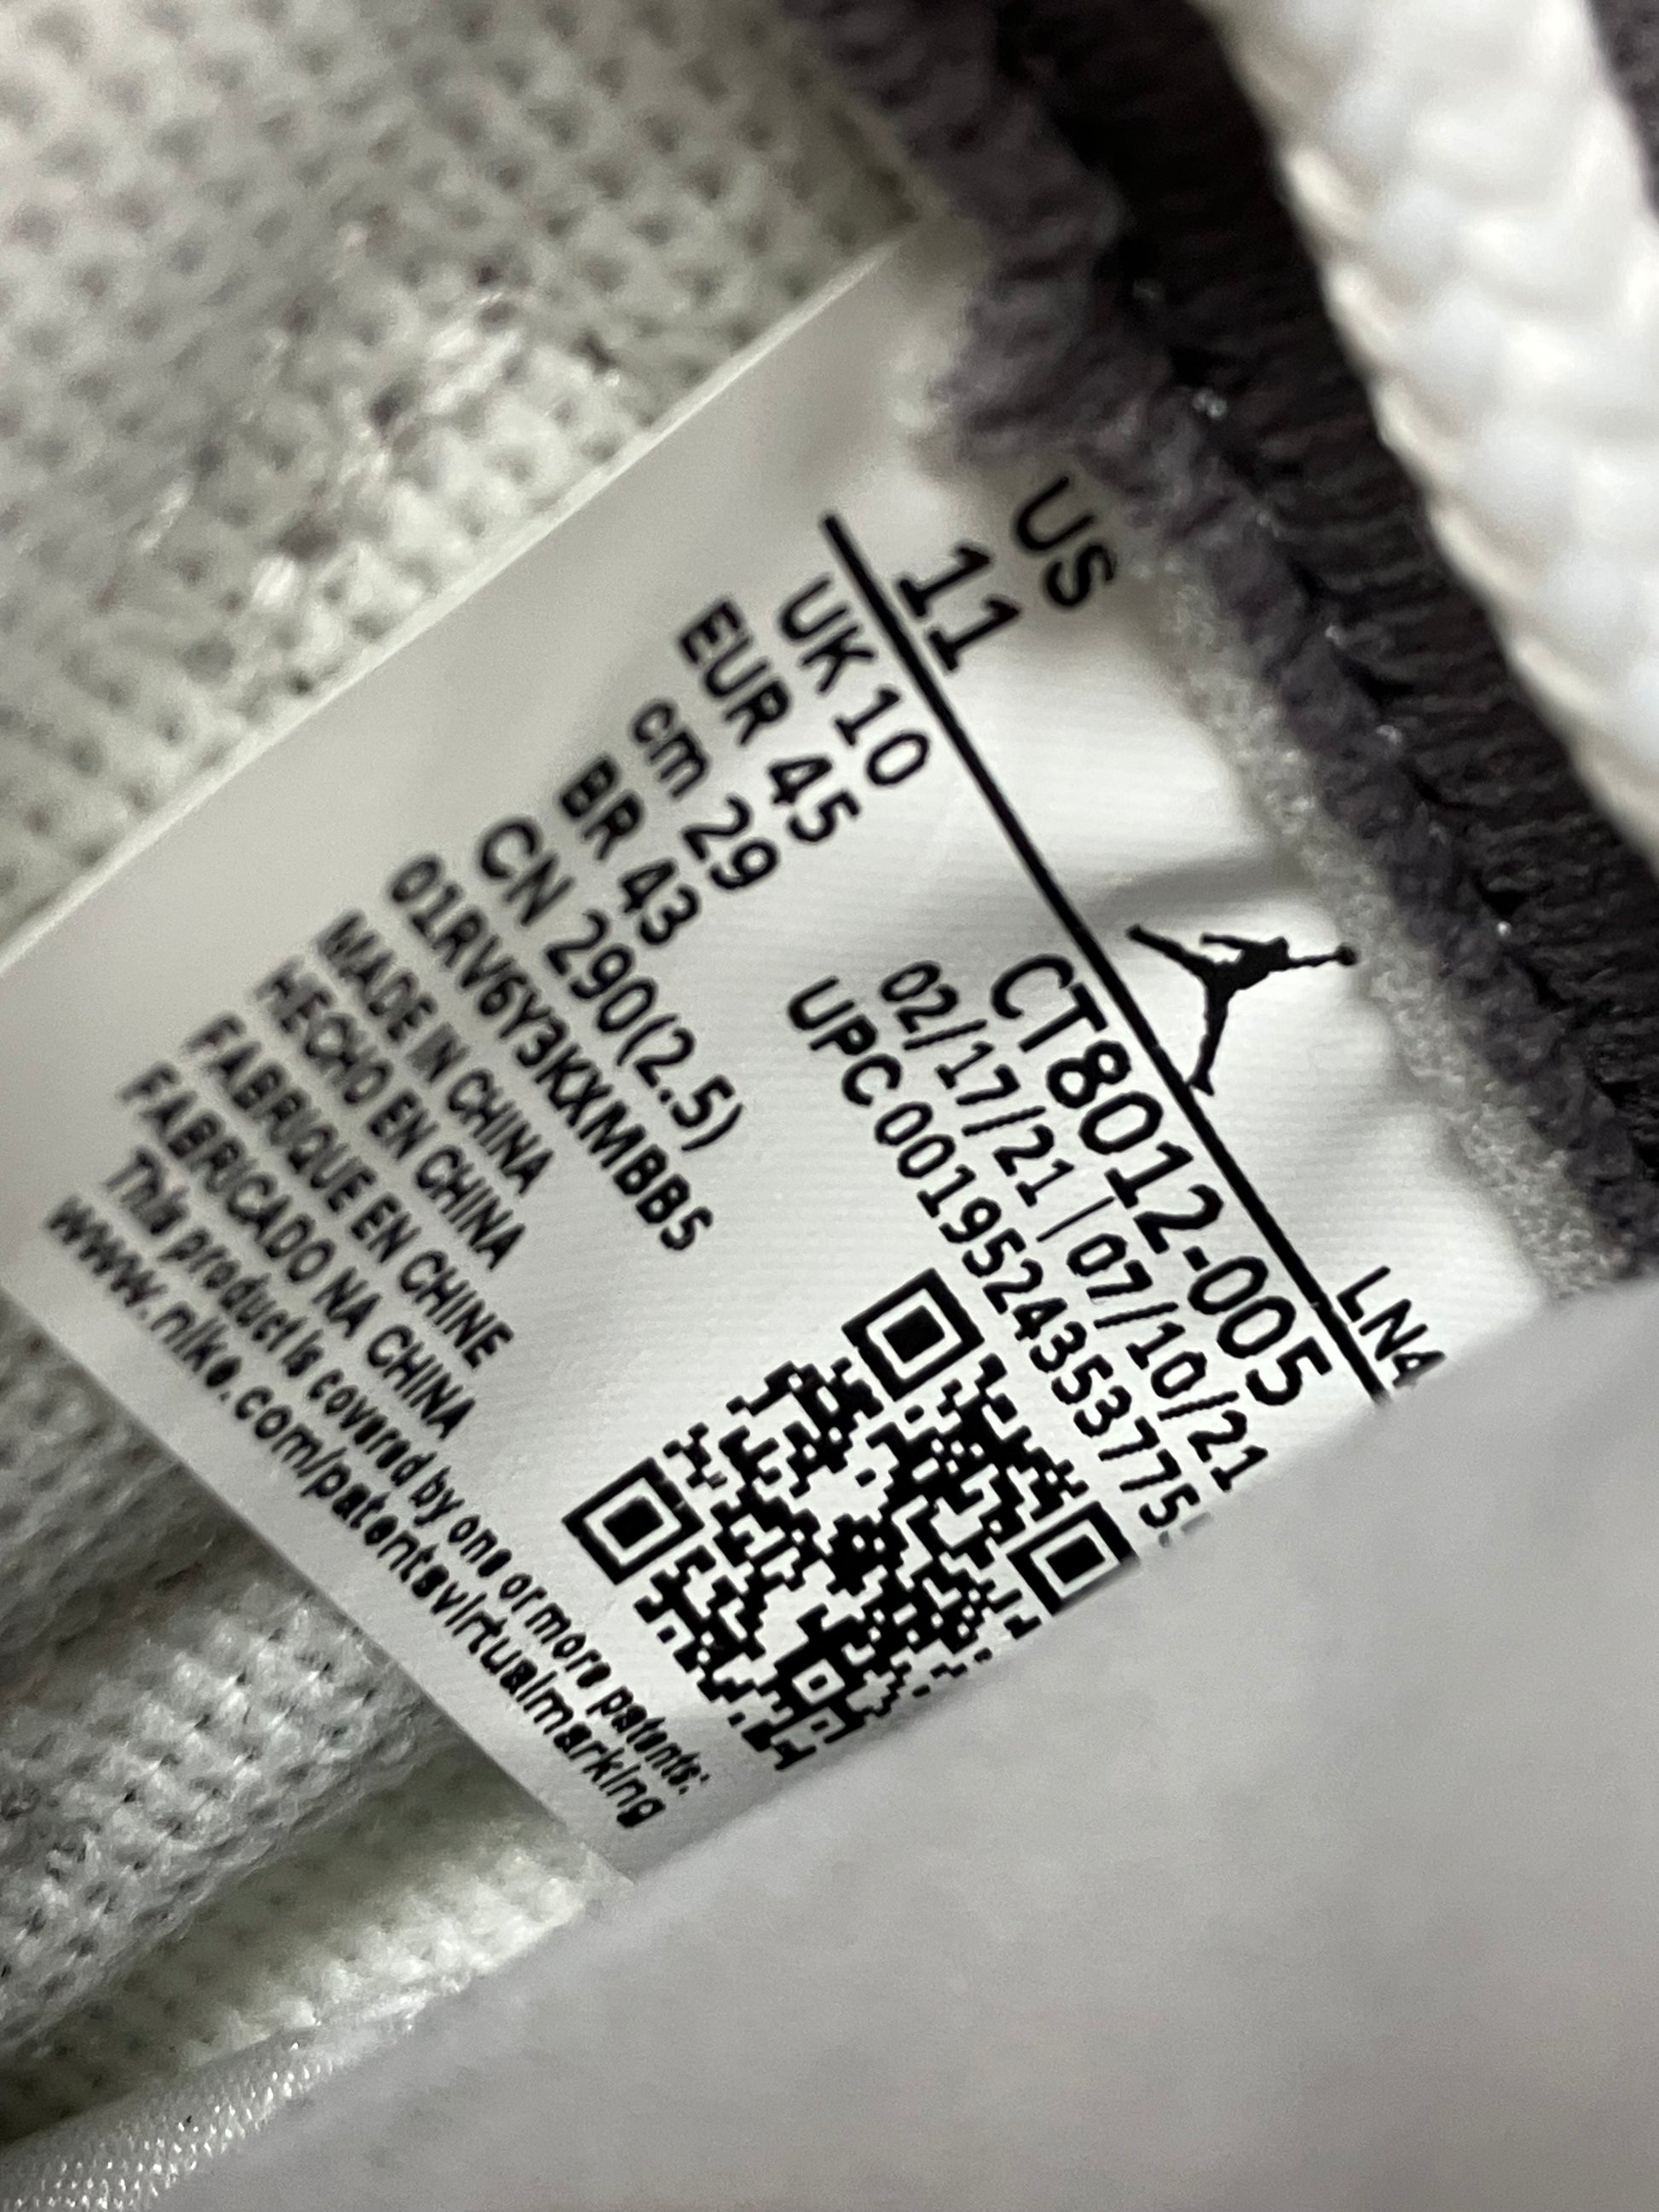 US
11
LN4
UK 10
EUR 45
cm 29
BR 43
CN 290(2.5)
01RV6Y3KXMBB5
MADE IN CHINA
HECHO EN CHINA
FABRIQUE EN CHINE
FABRICADO NA CHINA
This product is covered by one or more patents:
www.nike.com/patentsvirtualmarking
CT8012-005
02/17/21 | 07/10/21
UPC